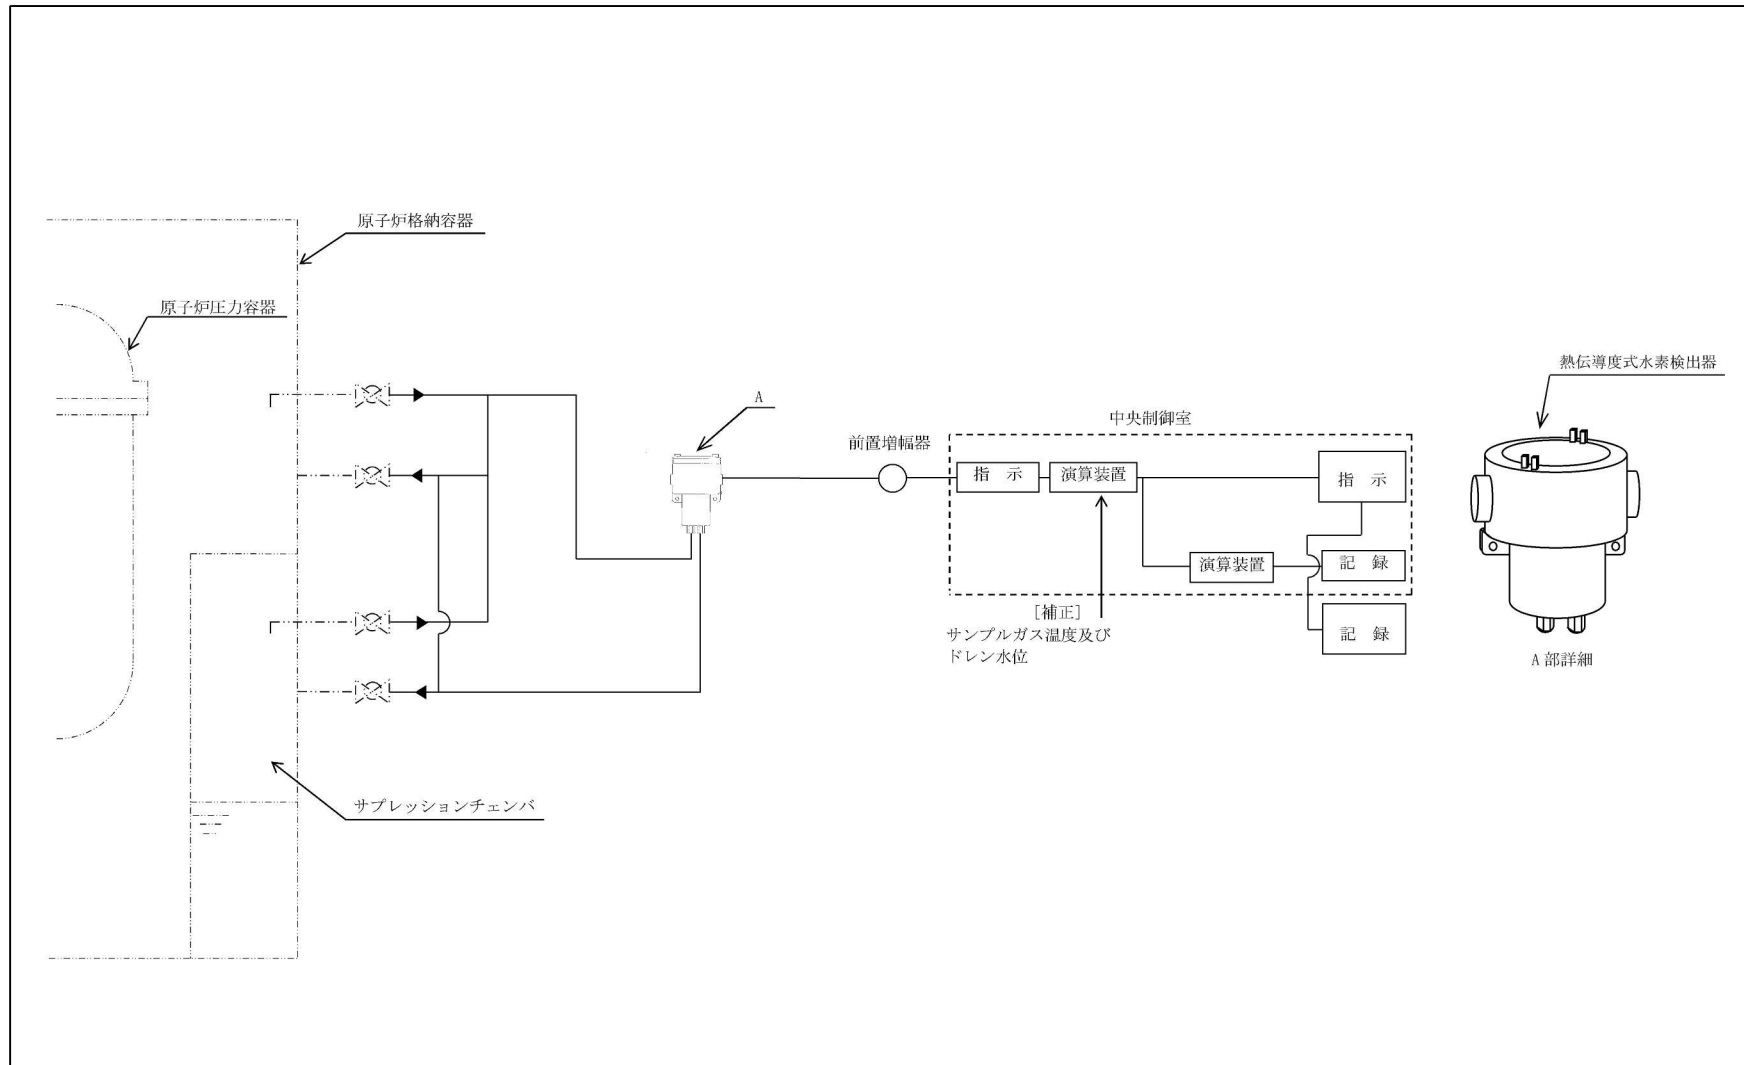 原子炉格納容器
原子炉圧力容器
熱伝導度式水素検出器
A
中央制御室
前置増幅器
指 示
演算装置
指 示
演算装置
記 録
[補正]
サンプルガス温度及び
ドレン水位
記 録
A 部詳細
サプレッションチェンバ